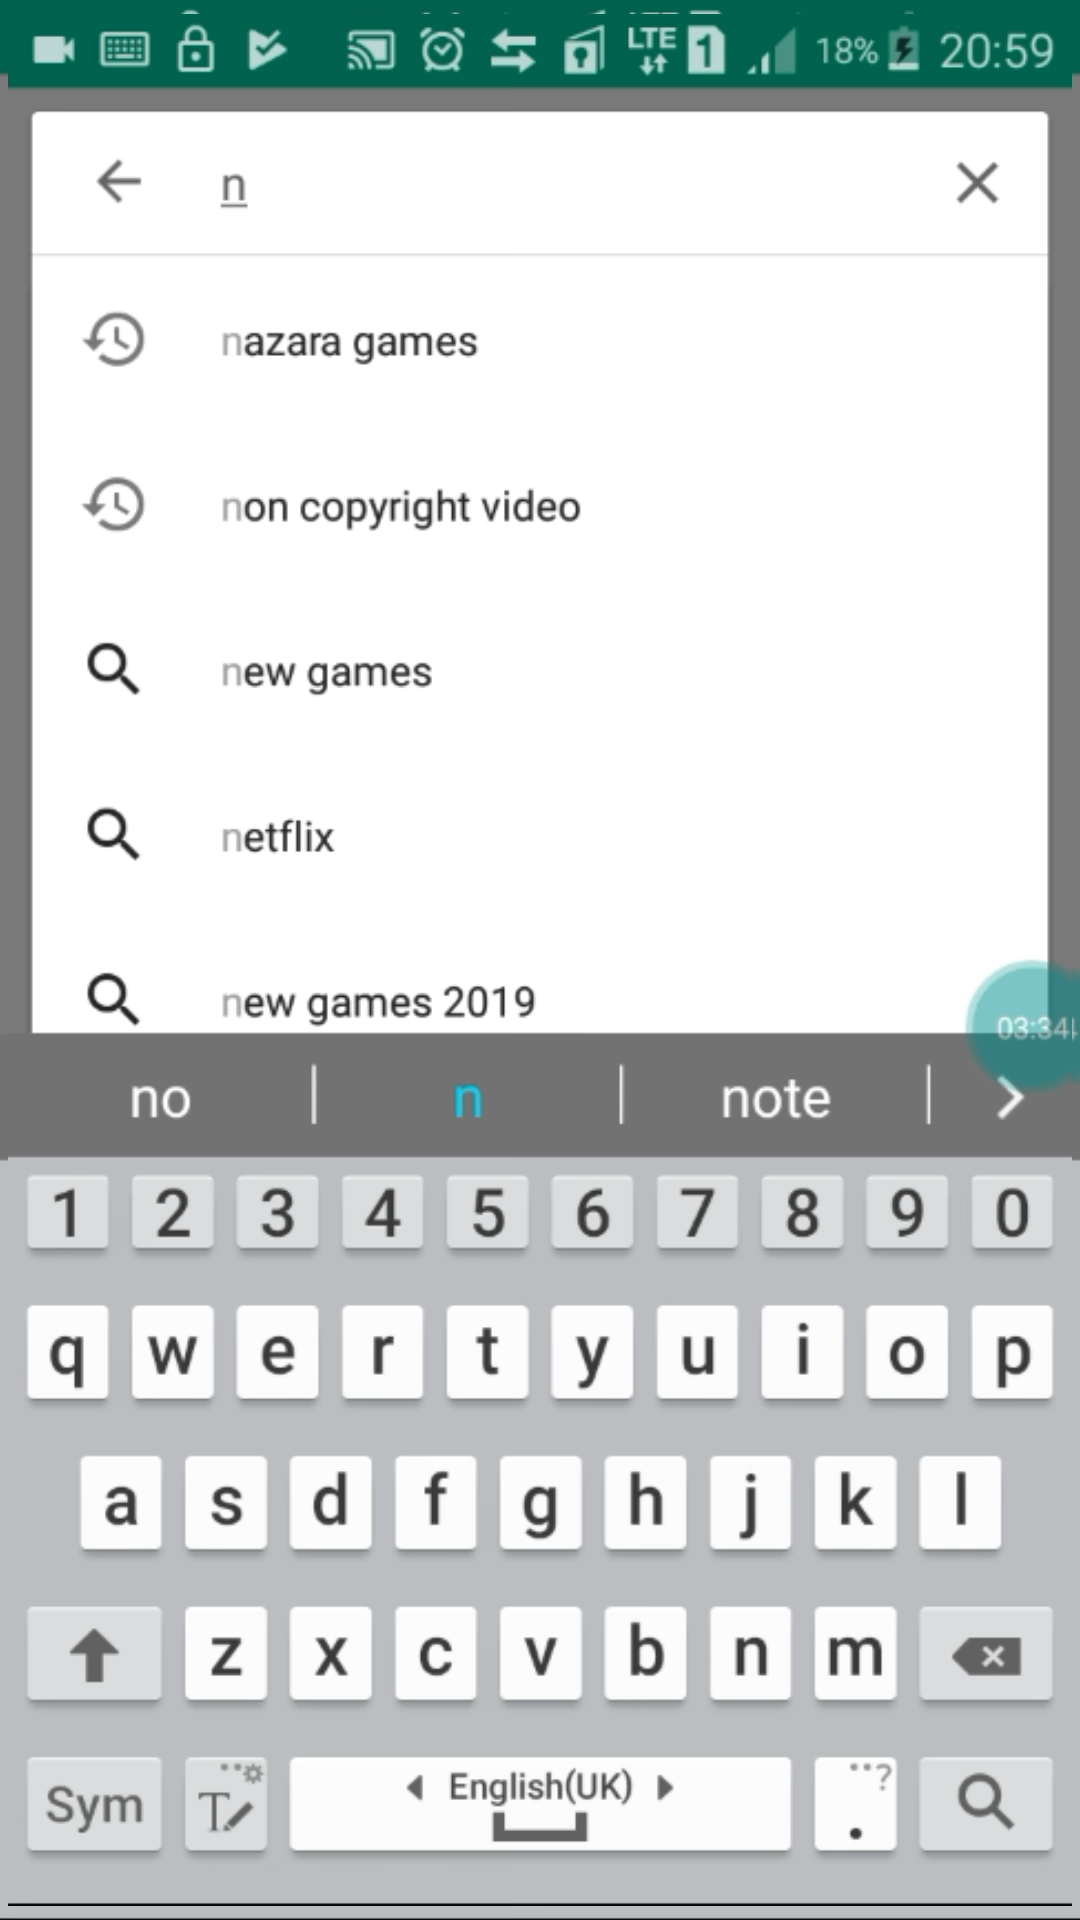 LTE 1 18% 20:59
n
nazara games
non copyright video
new games
netflix
new games 2019
03:34
no n note
1 2 3 4 5 6 7 8 9 0
q w e r t y u i o p
a s d f g h j k l
z x c v b n m
Sym T English(UK) . ?